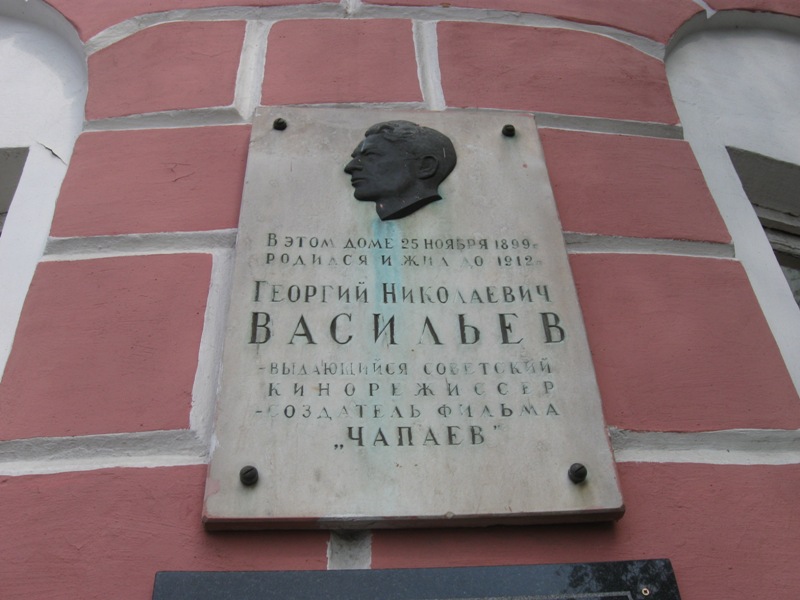 В ЭТОМ ДОМЕ 25 НОЯБРЯ 1899г.
РОДИЛСЯ И ЖИЛ ДО 1912г.
ГЕОРГИЙ НИКОЛАЕВИЧ
ВАСИЛЬЕВ
-ВЫДАЮЩИЙСЯ СОВЕТСКИЙ
КИНОРЕЖИССЕР
-СОЗДАТЕЛЬ ФИЛЬМА
„ЧАПАЕВ"